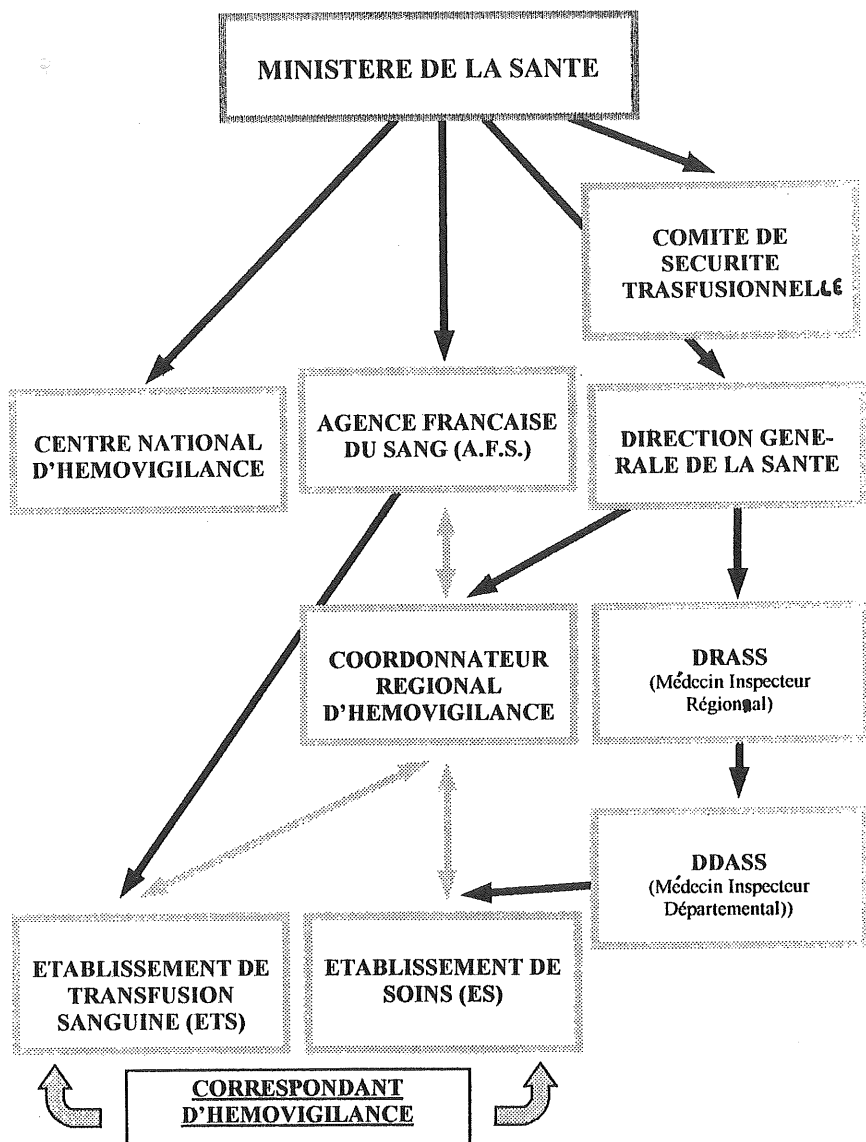 MINISTERE DE LA SANTE
COMITE DE
SECURITE
TRASFUSIONNELLE
CENTRE NATIONAL
D'HEMOVIGILANCE
AGENCE FRANCAISE
DU SANG (A.F.S.)
DIRECTION GENE-
RALE DE LA SANTE
COORDONNATEUR
REGIONAL
D'HEMOVIGILANCE
DRASS
(Médecin Inspecteur
Régional)
DDASS
(Médecin Inspecteur
Départemental))
ETABLISSEMENT DE
TRANSFUSION
SANGUINE (ETS)
ETABLISSEMENT DE
SOINS (ES)
CORRESPONDANT
D'HEMOVIGILANCE